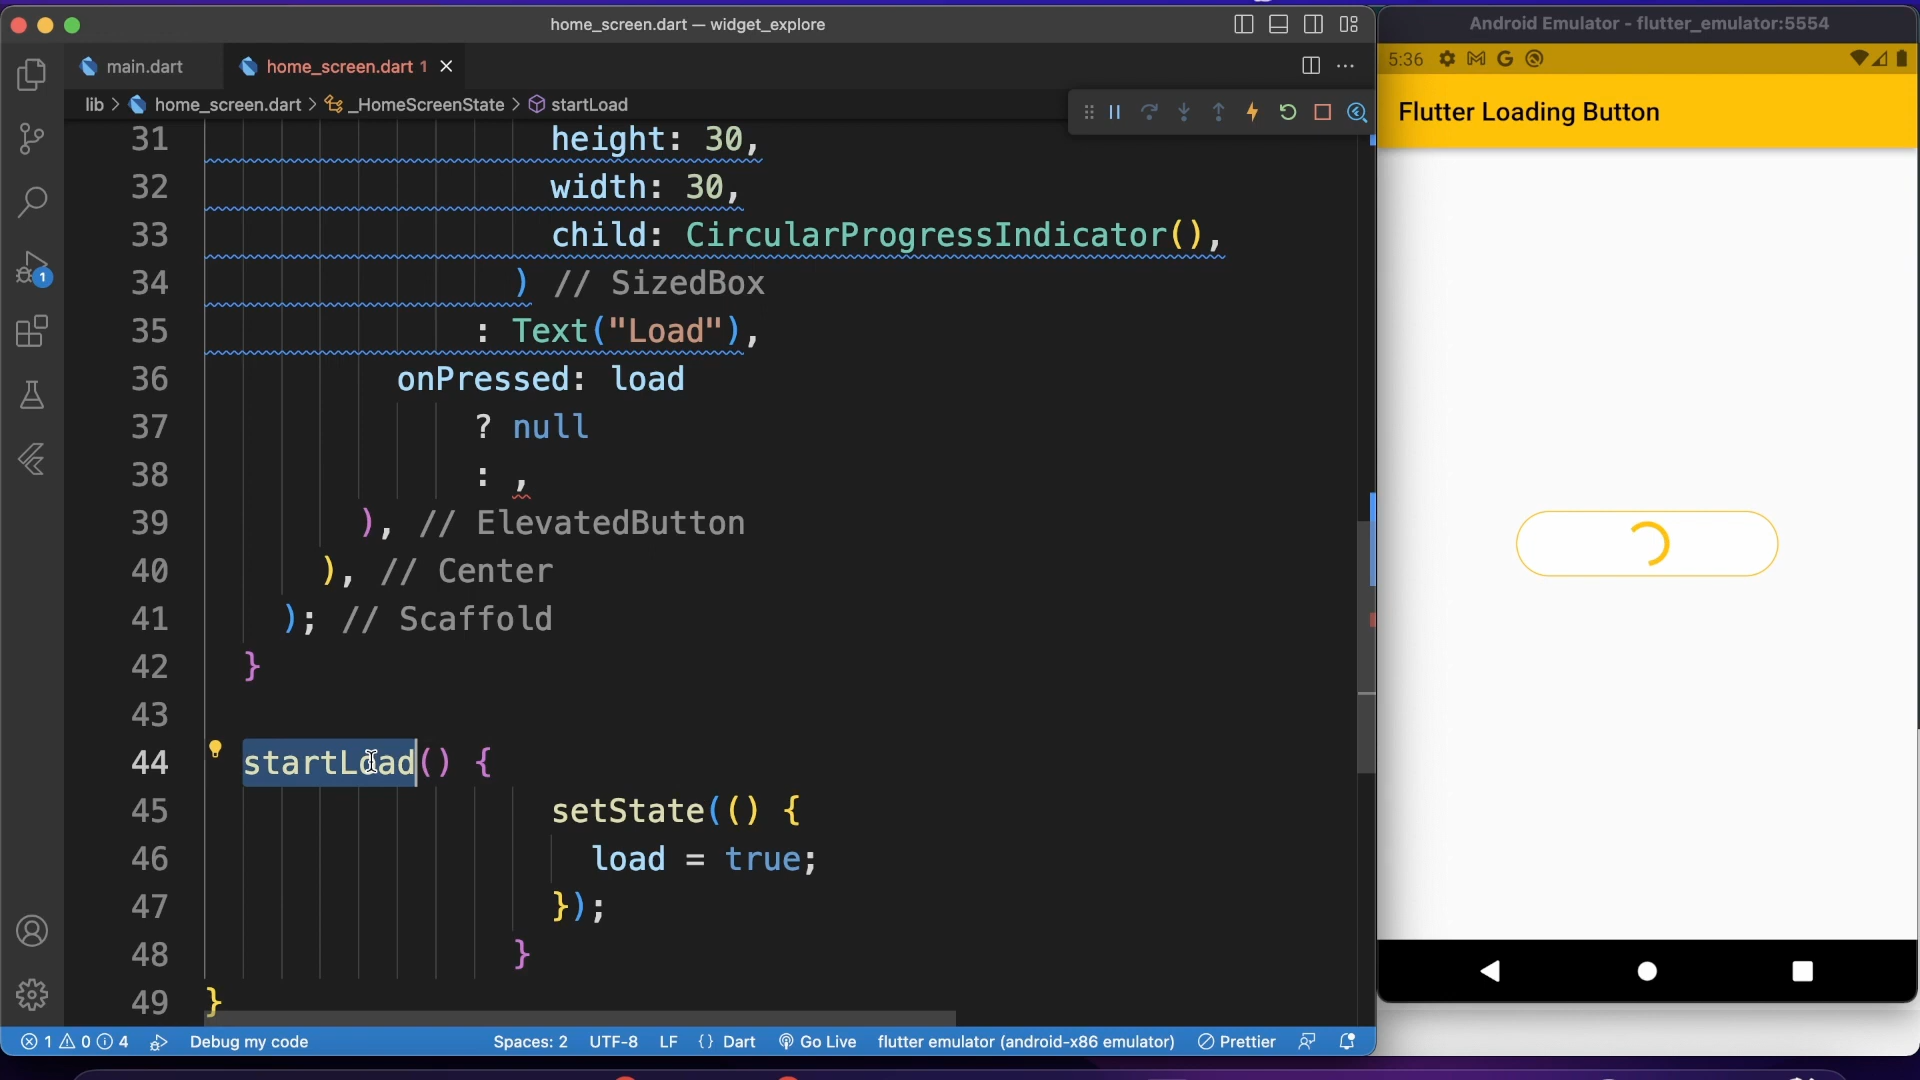 home_screen.dart — widget_explore
main.dart
home_screen.dart 1
lib > home_screen.dart > _HomeScreenState > startLoad
31 height: 30,
32 width: 30,
33 child: CircularProgressIndicator(),
34 ) // SizedBox
35 : Text("Load"),
36 onPressed: load
37 ? null
38 : ,
39 ), // ElevatedButton
40 ), // Center
41 ); // Scaffold
42 }
43
44 startLoad() {
45 setState(() {
46 load = true;
47 });
48 }
49 }
1
1 0 4 Debug my code Spaces: 2 UTF-8 LF {} Dart Go Live flutter emulator (android-x86 emulator) Prettier
Android Emulator - flutter_emulator:5554
5:36
Flutter Loading Button